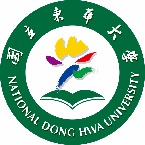 國立東華大學
NATIONAL DONG HWA UNIVERSITY